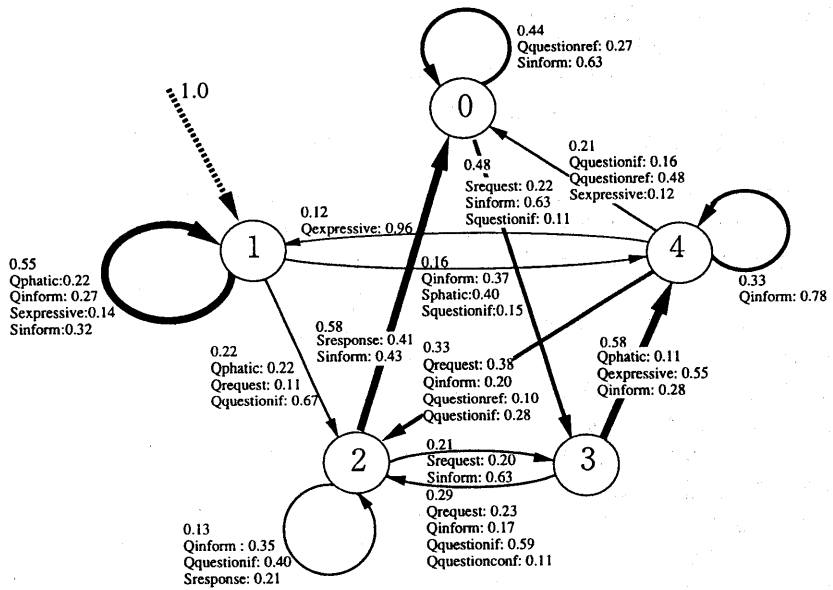 0.44
Qquestionref: 0.27
Sinform: 0.63
0
1.0
0.21
Qquestionif: 0.16
Qquestionref: 0.48
Sexpressive:0.12
0.48
Srequest: 0.22
Sinform: 0.63
Squestionif: 0.11
0.12
Qexpressive: 0.96
1
4
0.55
Qphatic:0.22
Qinform: 0.27
Sexpressive:0.14
Sinform:0.32
0.16
Qinform: 0.37
Sphatic:0.40
Squestionif:0.15
0.33
Qinform: 0.78
0.58
Sresponse: 0.41
Sinform: 0.43
0.22
Qphatic: 0.22
Qrequest: 0.11
Qquestionif: 0.67
0.33
Qrequest: 0.38
Qinform: 0.20
Qquestionref: 0.10
Qquestionif: 0.28
0.58
Qphatic: 0.11
Qexpressive: 0.55
Qinform: 0.28
2
3
0.21
Srequest: 0.20
Sinform: 0.63
0.29
Qrequest: 0.23
Qinform: 0.17
Qquestionif: 0.59
Qquestionconf: 0.11
0.13
Qinform : 0.35
Qquestionif: 0.40
Sresponse: 0.21